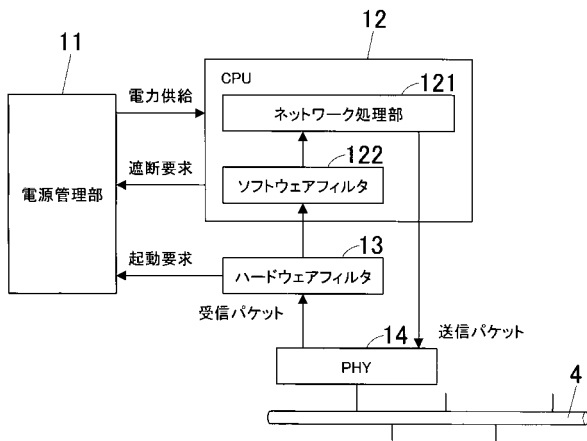 11
12
CPU
121
電力供給
ネットワーク処理部
122
遮断要求
ソフトウェアフィルタ
電源管理部
13
起動要求
ハードウェアフィルタ
受信パケット
14
送信パケット
PHY
4